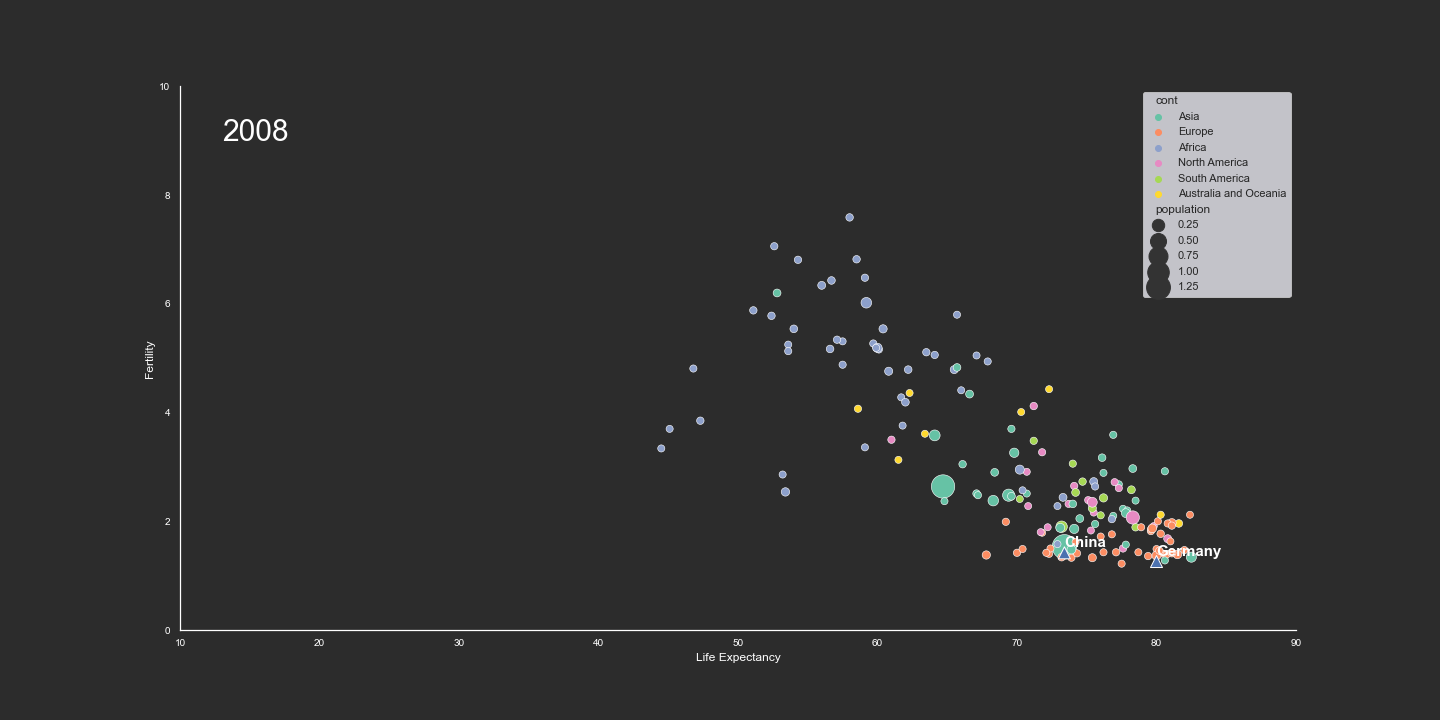 2008
cont
Asia
Europe
Africa
North America
South America
Australia and Oceania
population
0.25
0.50
0.75
1.00
1.25
10
8
6
4
2
0
Fertility
China
Germany
10 20 30 40 50 60 70 80 90
Life Expectancy